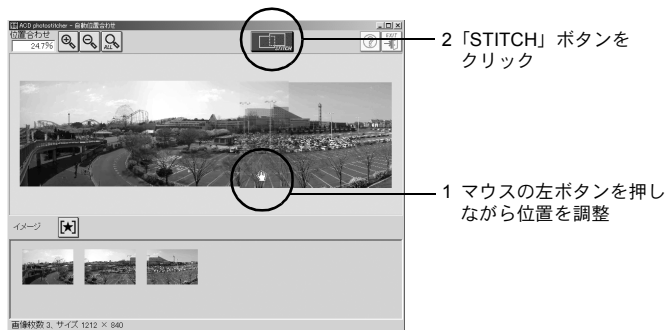 ACD photostitcher - 自動位置合わせ
位置合わせ
24.7%
ALL
STITCH
EXIT
2「STITCH」ボタンを
クリック
1 マウスの左ボタンを押し
ながら位置を調整
イメージ
画像枚数 3, サイズ 1212 × 840